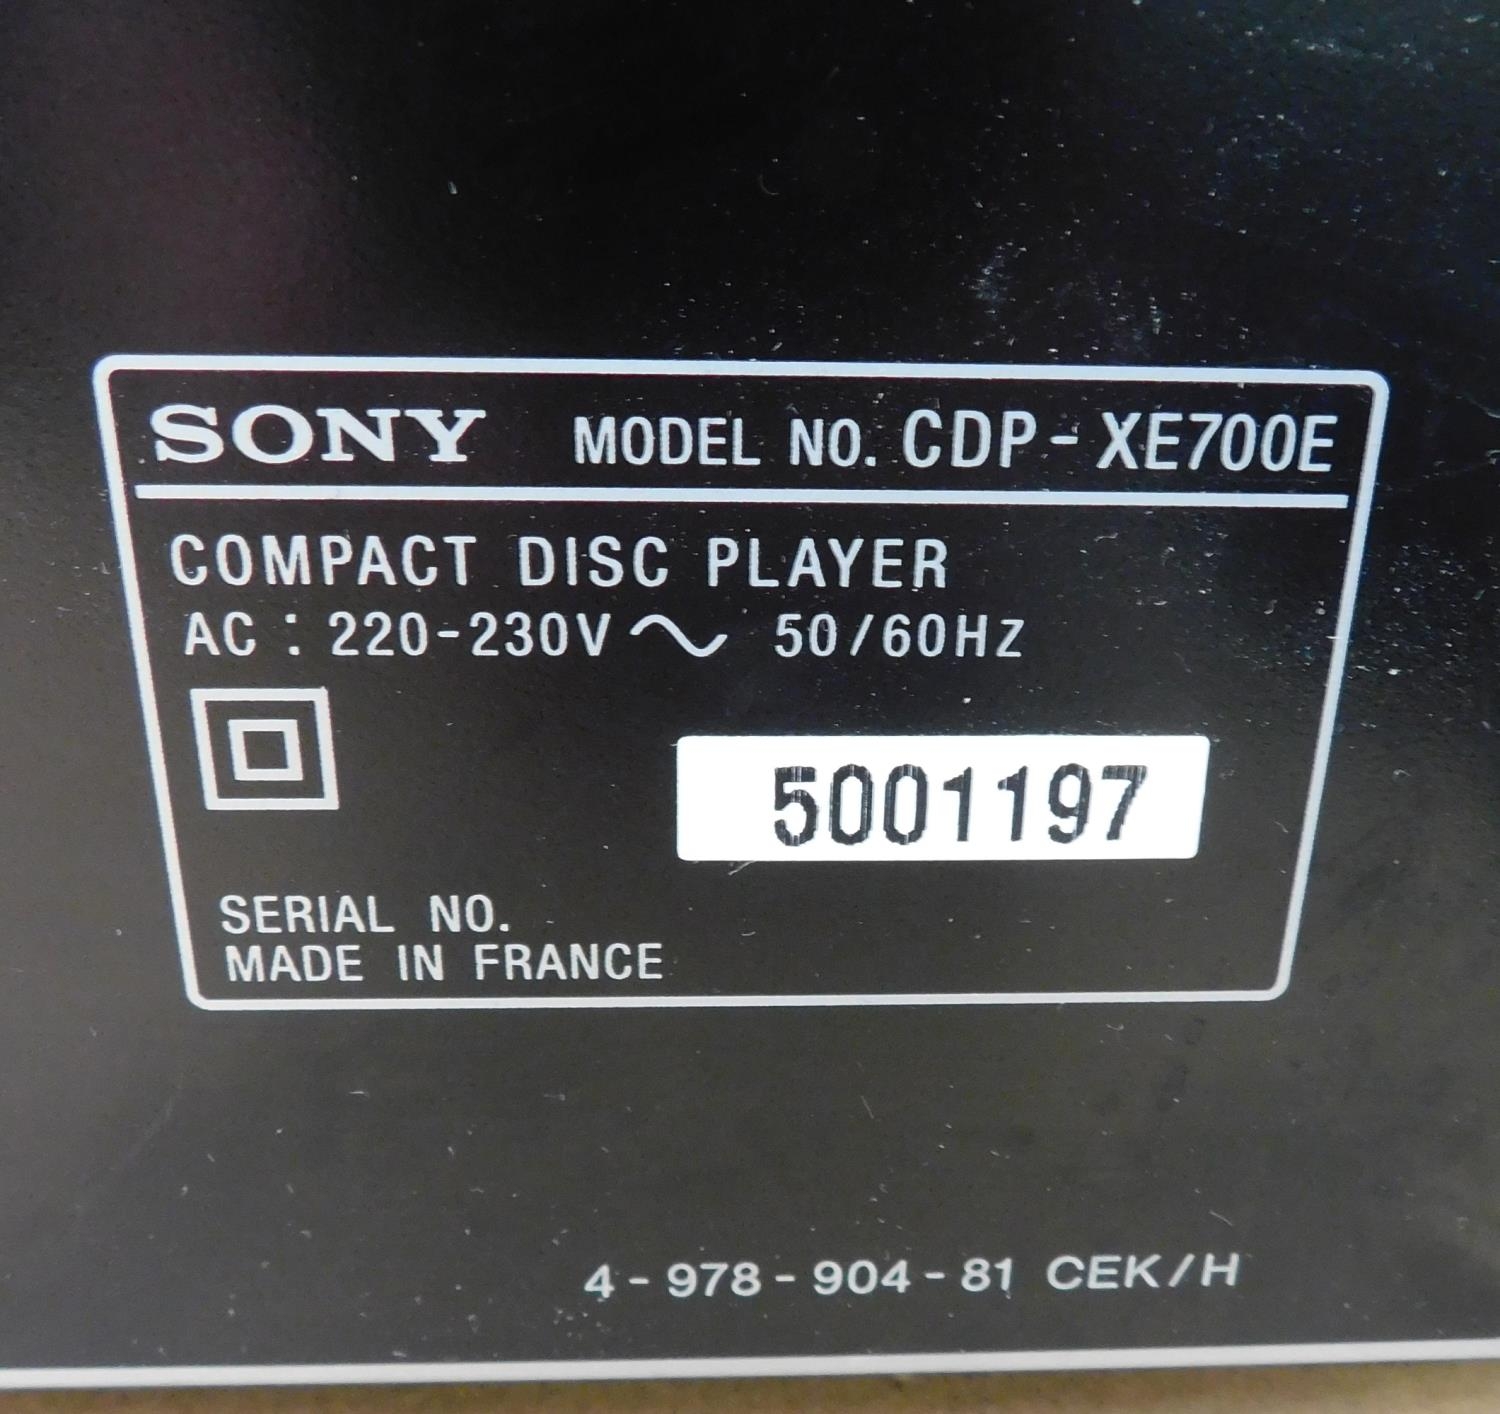 SONY MODEL NO. CDP-XE700E
COMPACT DISC PLAYER
AC : 220-230V ~ 50/60HZ
5001197
SERIAL NO.
MADE IN FRANCE
4-978-904-81 CEK/H